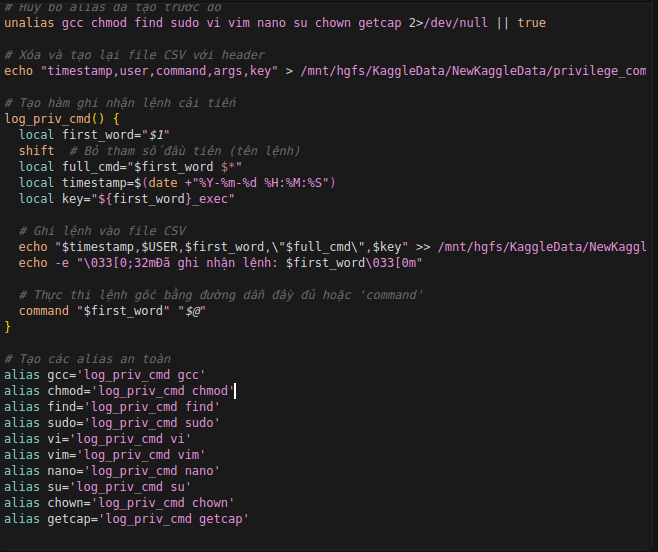 # Hủy bỏ alias đã tạo trước đó
unalias gcc chmod find sudo vi vim nano su chown getcap 2>/dev/null || true
# Xóa và tạo lại file CSV với header
echo "timestamp,user,command,args,key" > /mnt/hgfs/KaggleData/NewKaggleData/privilege_com
# Tạo hàm ghi nhận lệnh cải tiến
log_priv_cmd() {
  local first_word="$1"
  shift  # Bỏ tham số đầu tiên (tên lệnh)
  local full_cmd="$first_word $*"
  local timestamp=$(date +"%Y-%m-%d %H:%M:%S")
  local key="${first_word}_exec"
  # Ghi lệnh vào file CSV
  echo "$timestamp,$USER,$first_word,\"$full_cmd\",$key" >> /mnt/hgfs/KaggleData/NewKaggl
  echo -e "\033[0;32mĐã ghi nhận lệnh: $first_word\033[0m"
  # Thực thi lệnh gốc bằng đường dẫn đầy đủ hoặc 'command'
  command "$first_word" "$@"
}
# Tạo các alias an toàn
alias gcc='log_priv_cmd gcc'
alias chmod='log_priv_cmd chmod'
alias find='log_priv_cmd find'
alias sudo='log_priv_cmd sudo'
alias vi='log_priv_cmd vi'
alias vim='log_priv_cmd vim'
alias nano='log_priv_cmd nano'
alias su='log_priv_cmd su'
alias chown='log_priv_cmd chown'
alias getcap='log_priv_cmd getcap'